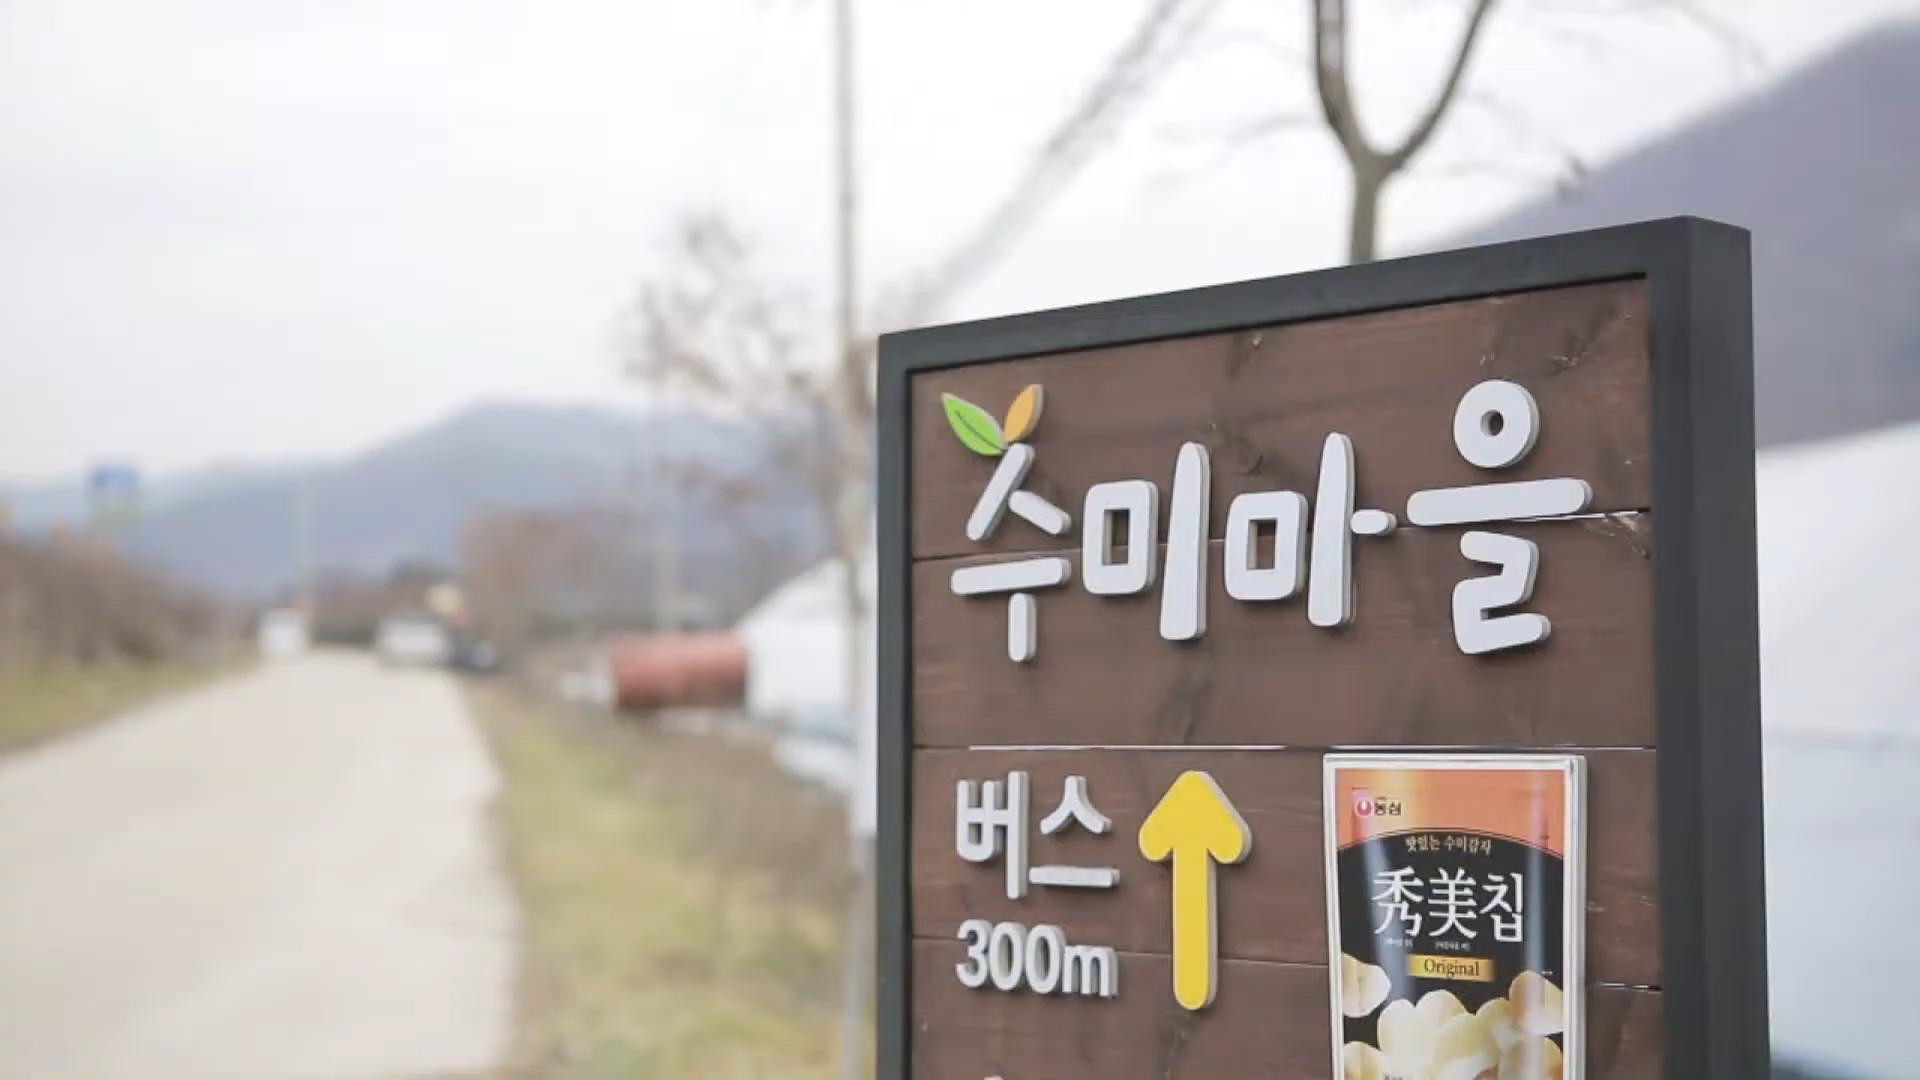 수미마을
버스
300m
농심
맛있는 수미감자
秀美칩
Original